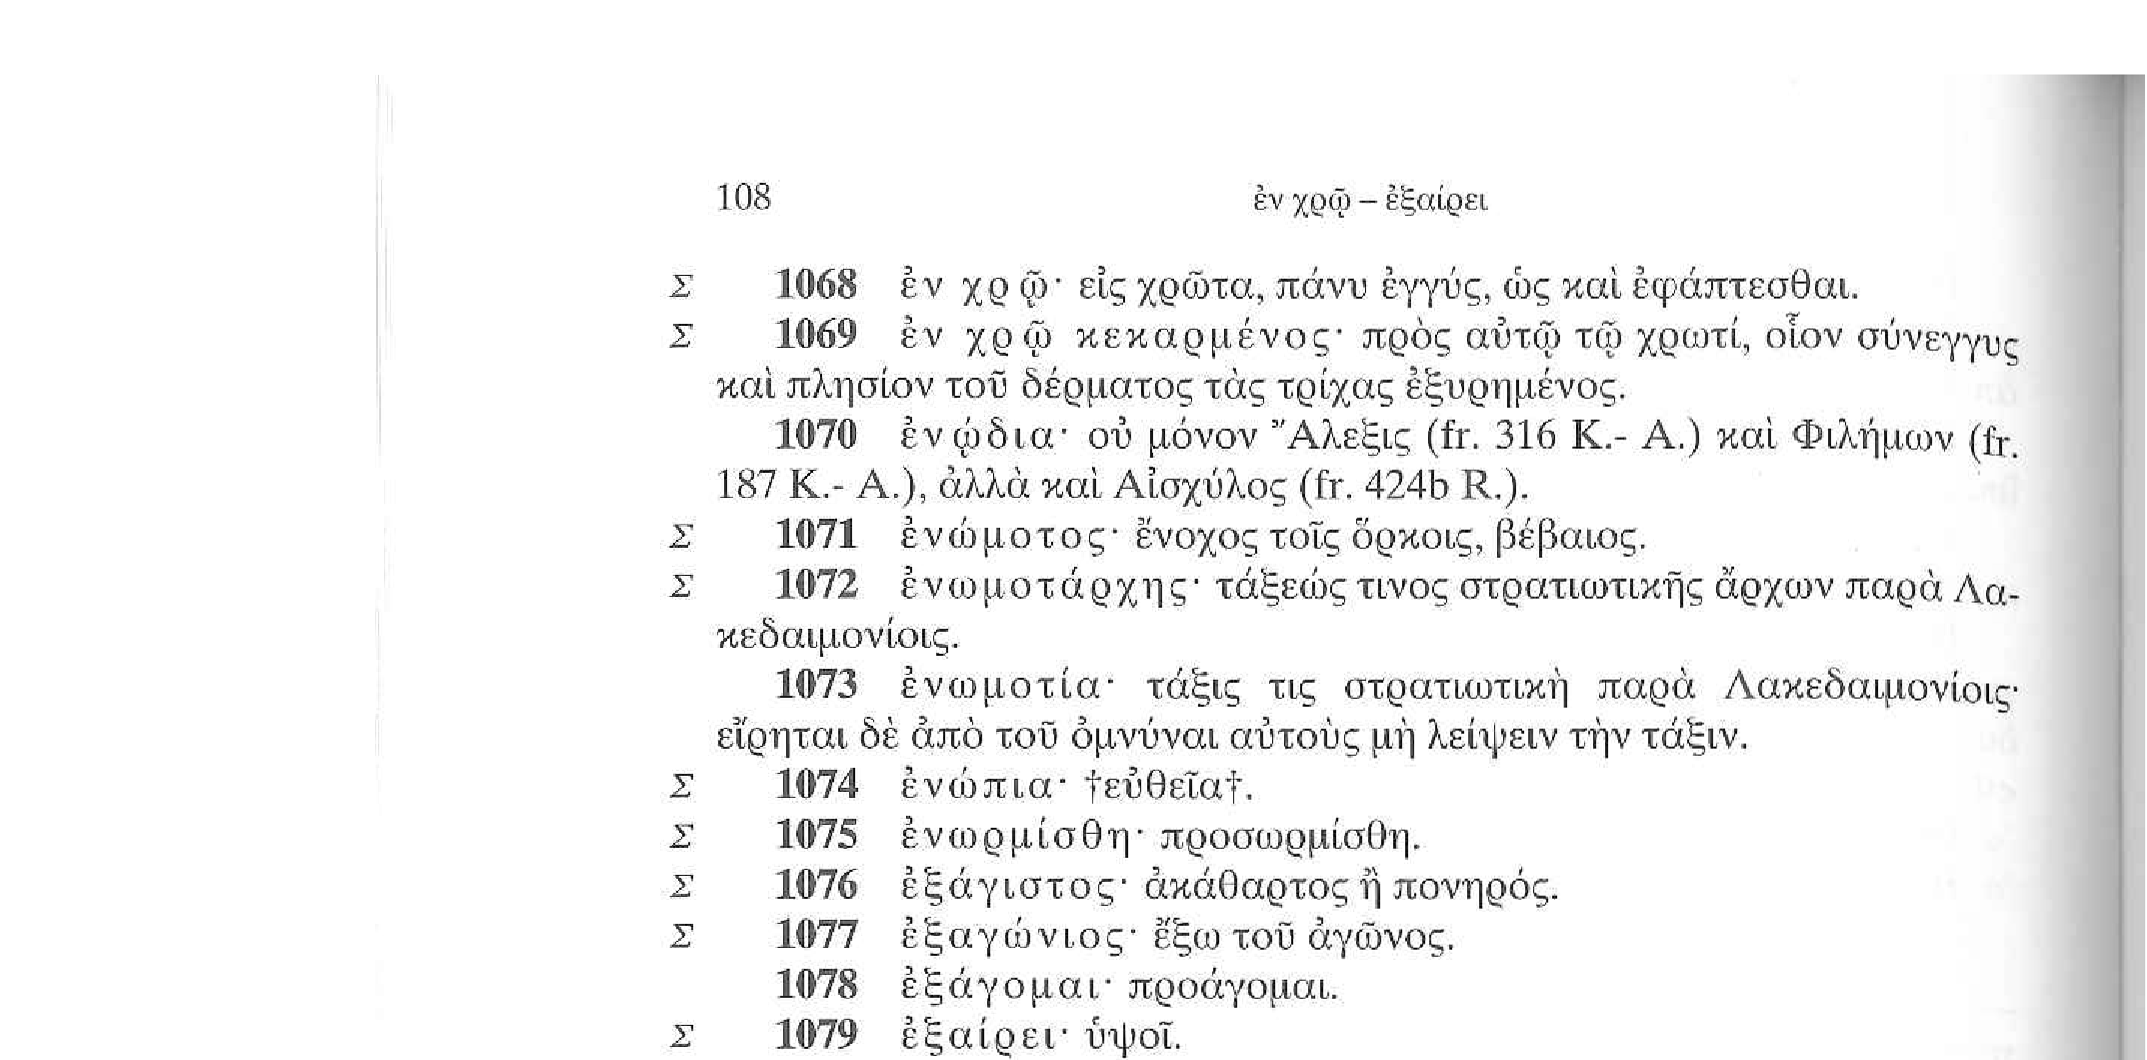 108 ἐν χρῷ – ἐξαίρει
Σ 1068 ἐν χρῷ· εἰς χρῶτα, πάνυ ἐγγύς, ὡς καὶ ἐφάπτεσθαι.
Σ 1069 ἐν χρῷ κεκαρμένος· πρὸς αὐτῷ τῷ χρωτί, οἷον σύνεγγυς
καὶ πλησίον τοῦ δέρματος τὰς τρίχας ἐξυρημένος.
1070 ἐνῴδια· οὐ μόνον Ἄλεξις (fr. 316 K.- A.) καὶ Φιλήμων (fr.
187 K.- A.), ἀλλὰ καὶ Αἰσχύλος (fr. 424b R.).
Σ 1071 ἐνώμοτος· ἔνοχος τοῖς ὅρκοις, βέβαιος.
Σ 1072 ἐνωμοτάρχης· τάξεώς τινος στρατιωτικῆς ἄρχων παρὰ Λα-
κεδαιμονίοις.
1073 ἐνωμοτία· τάξις τις στρατιωτικὴ παρὰ Λακεδαιμονίοις·
εἴρηται δὲ ἀπὸ τοῦ ὀμνύναι αὐτοὺς μὴ λείψειν τὴν τάξιν.
Σ 1074 ἐνώπια· †εὐθεῖα†.
Σ 1075 ἐνωρμίσθη· προσωρμίσθη.
Σ 1076 ἐξάγιστος· ἀκάθαρτος ἢ πονηρός.
Σ 1077 ἐξαγώνιος· ἔξω τοῦ ἀγῶνος.
1078 ἐξάγομαι· προάγομαι.
Σ 1079 ἐξαίρει· ὑψοῖ.